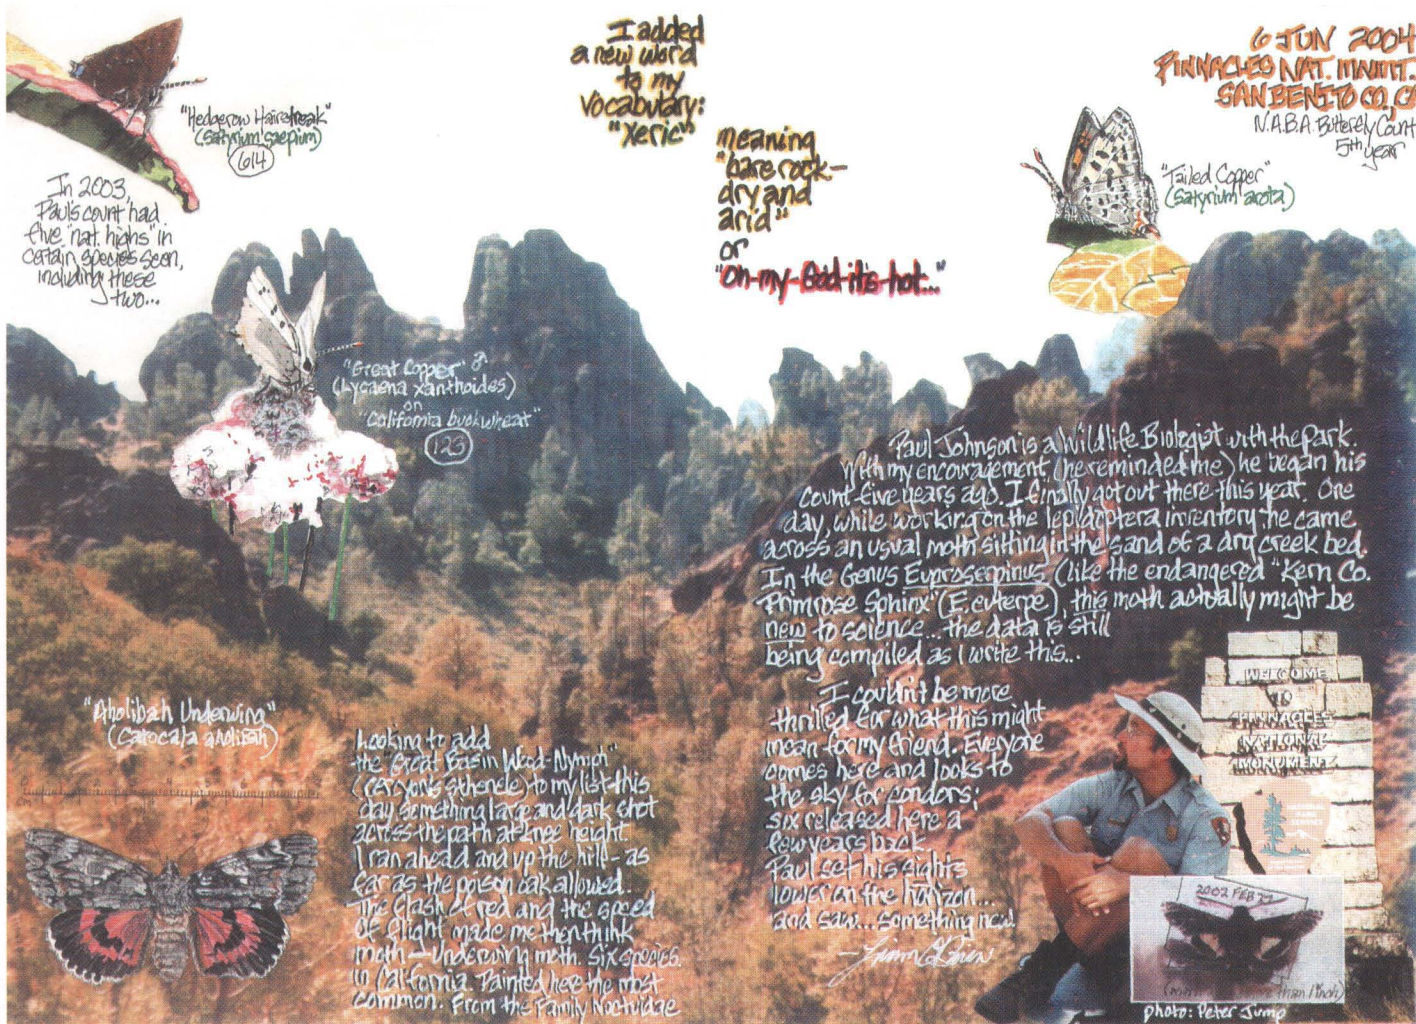 "Hedgerow Hairstreak"
(Satyrium saepium)
614
In 2003,
Paul's count had
five "nat. highs" in
certain species seen,
including these
two...
I added
a new word
to my
vocabulary:
"xeric"
meaning
"bare rock-
dry and
arid"
or
"oh-my-God-it's-hot..."
6 JUN 2004
PINNACLES NAT. MNMT.
SAN BENITO CO, CA
N.A.B.A. Butterfly Count
5th year
"Tailed Copper"
(Satyrium arota)
"Great Copper" ♂
(Lycaena xanthoides)
on
"California buckwheat"
123
Paul Johnson is a Wildlife Biologist with the park.
With my encouragement (he reminded me) he began his
count five years ago. I finally got out there this year. One
day, while working on the lepidoptera inventory he came
across an usual moth sitting in the sand of a dry creek bed.
In the Genus Euproserpinus (like the endangered "Kern Co.
Primrose Sphinx" (E. euterpe), this moth actually might be
new to science... the data is still
being compiled as I write this...
I couldn't be more
thrilled for what this might
mean for my friend. Everyone
comes here and looks to
the sky for condors;
six released here a
few years back.
Paul set his sights
lower on the horizon...
and saw... something new.
"Aholibah Underwing"
(Catocala aholibah)
cm
Looking to add
the "Great Basin Wood-Nymph"
(Cercyonis sthenele) to my list this
day something large and dark shot
across the path at knee height.
I ran ahead and up the hill - as
far as the poison oak allowed.
The flash of red and the speed
of flight made me then think
moth - Underwing moth. Six species
in California. Painted here the most
common. From the Family Noctuidae
WELCOME
TO
PINNACLES
NATIONAL
MONUMENT
2002 FEB 22
than 1 inch)
photo: Peter Jump